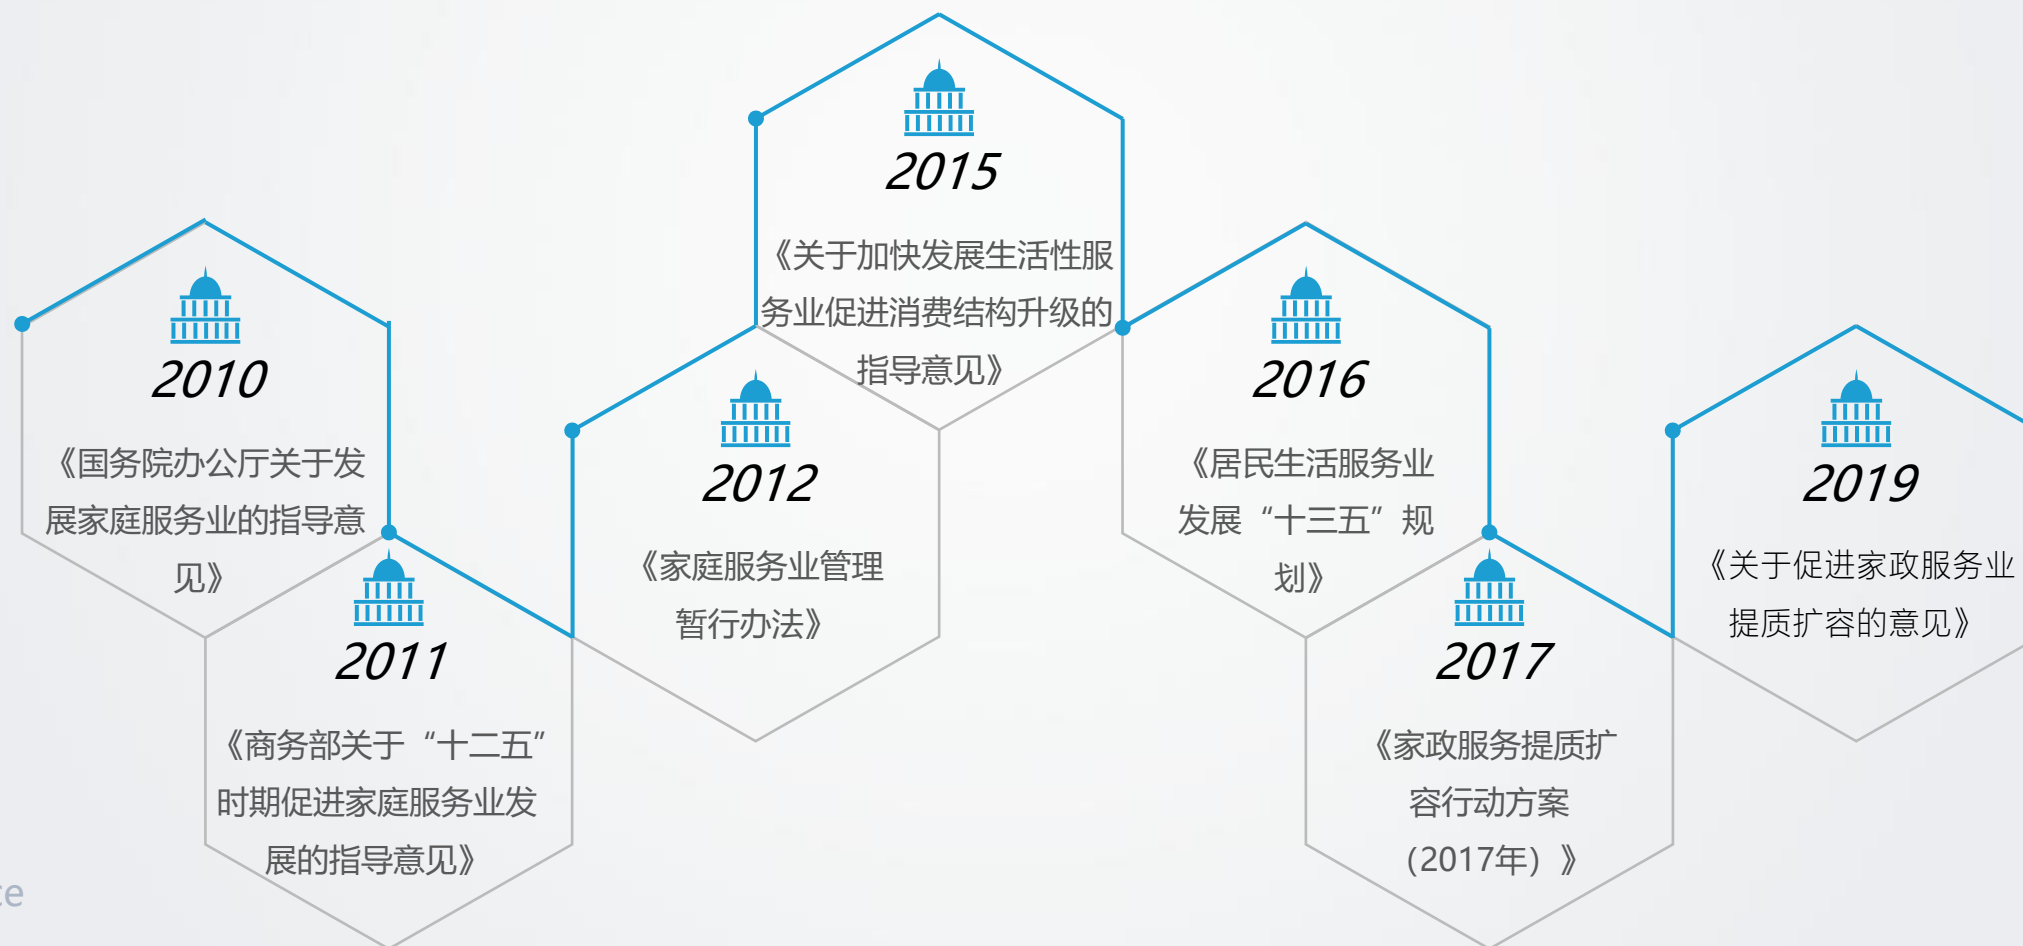 2010
《国务院办公厅关于发
展家庭服务业的指导意
见》
2011
《商务部关于“十二五”
时期促进家庭服务业发
展的指导意见》
2012
《家庭服务业管理
暂行办法》
2015
《关于加快发展生活性服
务业促进消费结构升级的
指导意见》
2016
《居民生活服务业
发展“十三五”规
划》
2017
《家政服务提质扩
容行动方案
（2017年）》
2019
《关于促进家政服务业
提质扩容的意见》